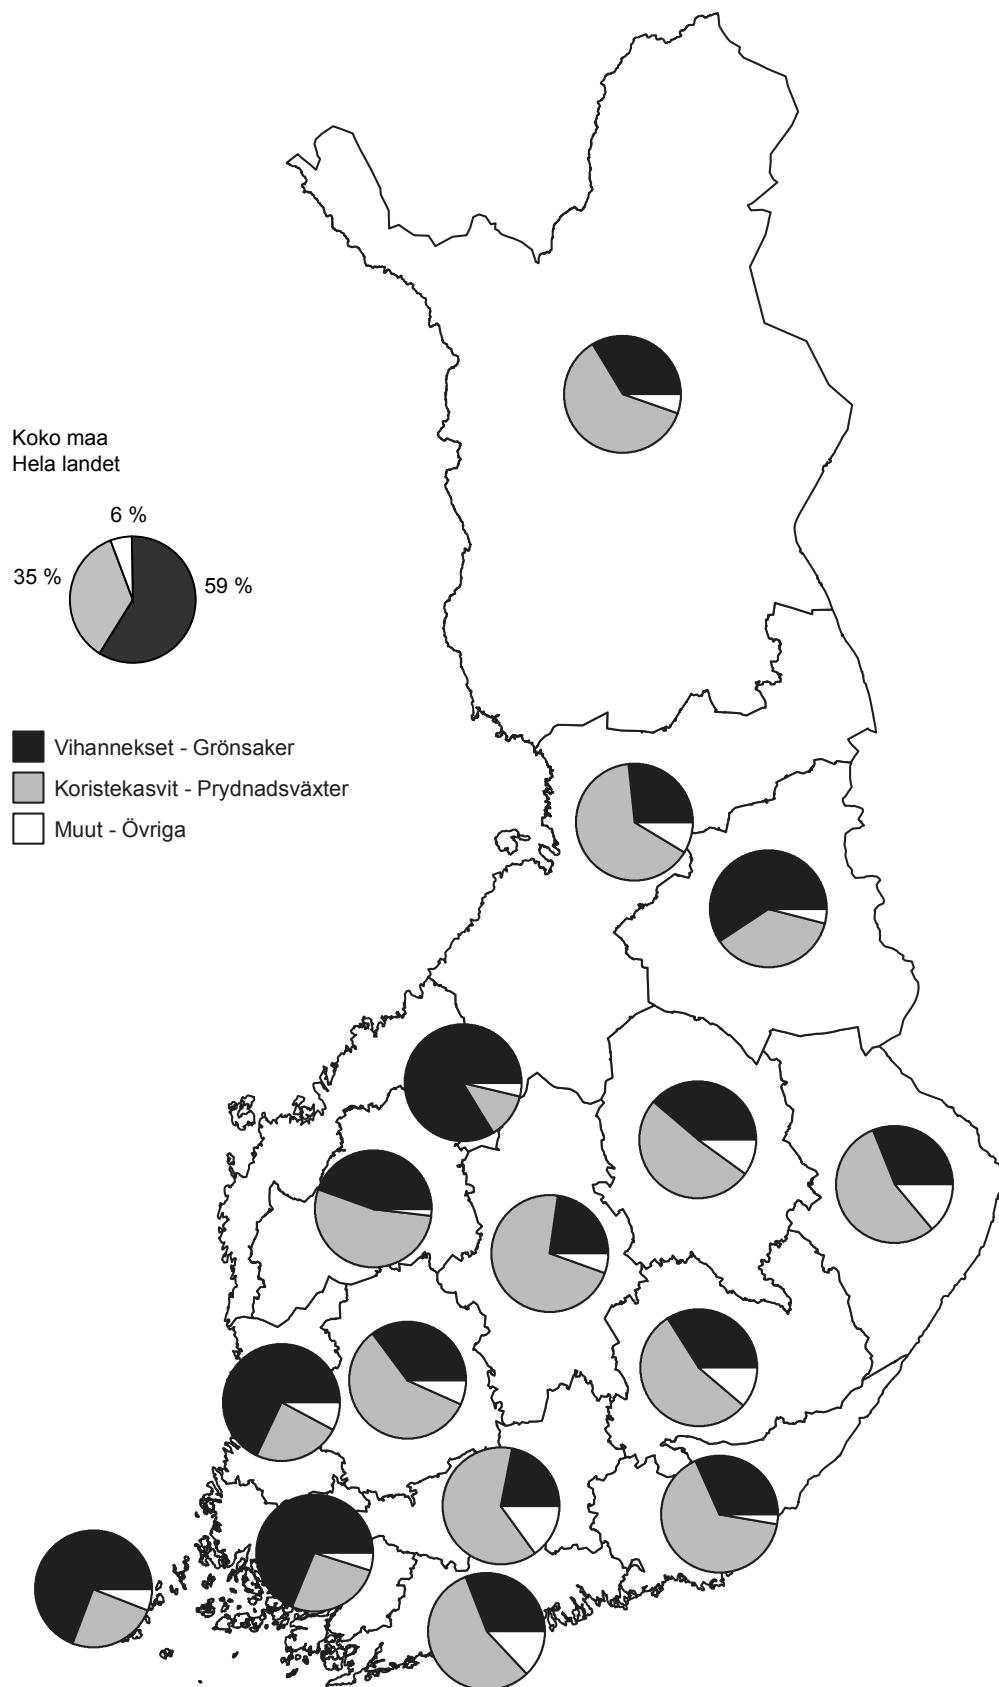 Koko maa
Hela landet
6 %
35 %
59 %
Vihannekset - Grönsaker
Koristekasvit - Prydnadsväxter
Muut - Övriga